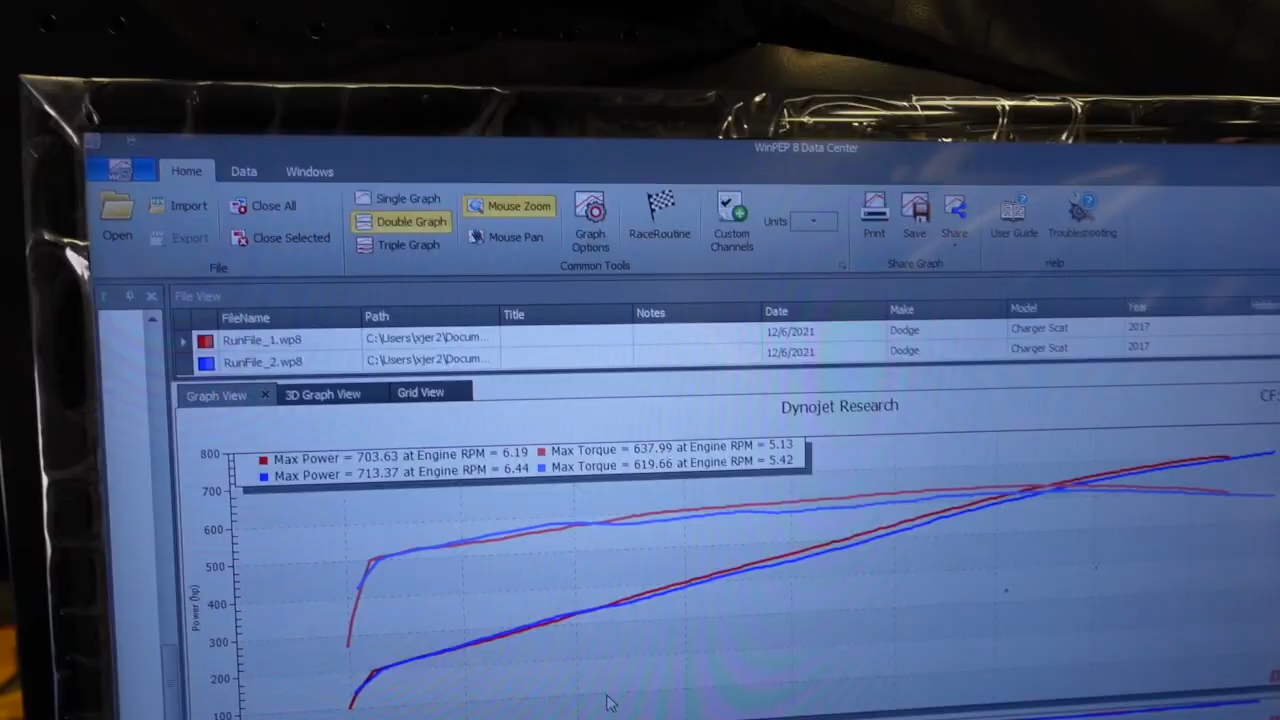 WinPEP 8 Data Center
Home Data Windows
Open Import Export Close All Close Selected
File
Single Graph
Double Graph
Triple Graph
Mouse Zoom
Mouse Pan
Graph Options
RaceRoutine
Custom Channels
Units
Common Tools
Print Save Share
Share Graph
User Guide Troubleshooting
Help
File View
FileName Path Title Notes Date Make Model Year
RunFile_1.wp8 C:\Users\xjer2\Docum... 12/6/2021 Dodge Charger Scat 2017
RunFile_2.wp8 C:\Users\xjer2\Docum... 12/6/2021 Dodge Charger Scat 2017
Graph View 3D Graph View Grid View
Dynojet Research
CF:
Max Power = 703.63 at Engine RPM = 6.19 Max Torque = 637.99 at Engine RPM = 5.13
Max Power = 713.37 at Engine RPM = 6.44 Max Torque = 619.66 at Engine RPM = 5.42
800
700
600
500
400
300
200
100
Power (hp)